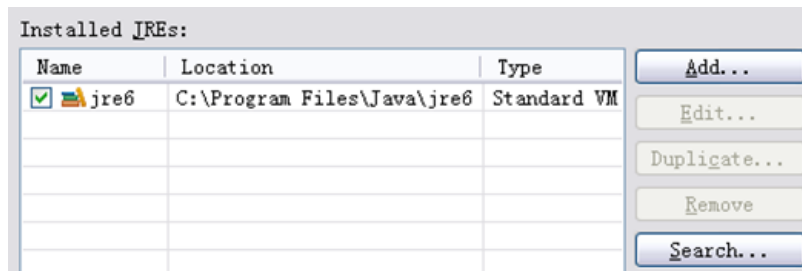 Installed JREs:
Name Location Type
jre6 C:\Program Files\Java\jre6 Standard VM
Add...
Edit...
Duplicate...
Remove
Search...